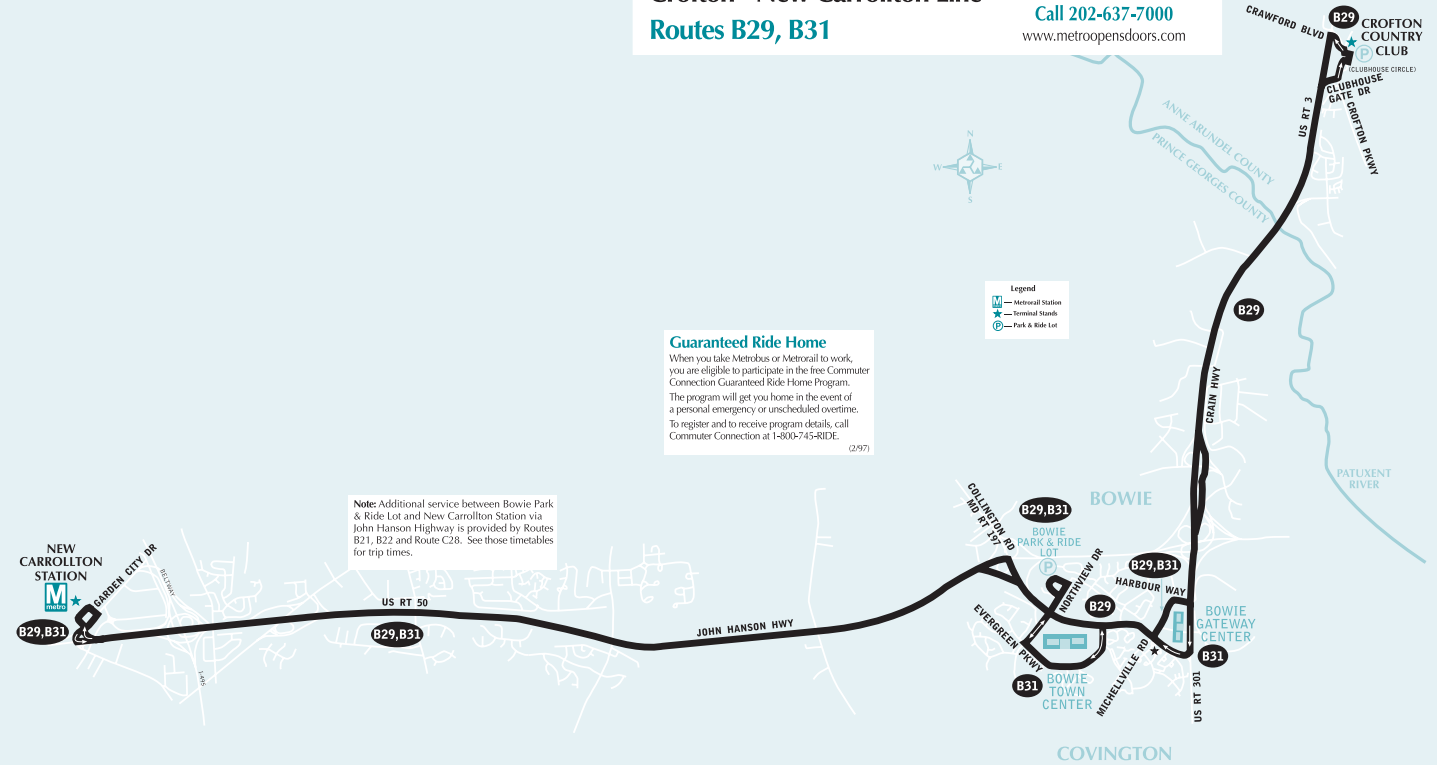 Routes B29, B31
Call 202-637-7000
www.metroopensdoors.com
CRAWFORD BLVD
B29
CROFTON
COUNTRY
CLUB
P
(CLUBHOUSE CIRCLE)
CLUBHOUSE
GATE DR
CROFTON PKWY
US RT 3
ANNE ARUNDEL COUNTY
PRINCE GEORGES COUNTY
N
W
E
S
Legend
M — Metrorail Station
★ — Terminal Stands
P — Park & Ride Lot
B29
CRAIN HWY
Guaranteed Ride Home
When you take Metrobus or Metrorail to work,
you are eligible to participate in the free Commuter
Connection Guaranteed Ride Home Program.
The program will get you home in the event of
a personal emergency or unscheduled overtime.
To register and to receive program details, call
Commuter Connection at 1-800-745-RIDE.
(2/97)
PATUXENT
RIVER
BOWIE
COLLINGTON RD
MD RT 197
B29,B31
BOWIE
PARK & RIDE
LOT
P
NORTHVIEW DR
B29,B31
HARBOUR WAY
B29
BOWIE
GATEWAY
CENTER
B31
EVERGREEN PKWY
MICHELLVILLE RD
US RT 301
B31
BOWIE
TOWN
CENTER
COVINGTON
Note: Additional service between Bowie Park
& Ride Lot and New Carrollton Station via
John Hanson Highway is provided by Routes
B21, B22 and Route C28. See those timetables
for trip times.
NEW
CARROLLTON
STATION
M
metro
GARDEN CITY DR
BELTWAY
B29,B31
US RT 50
B29,B31
JOHN HANSON HWY
I-495